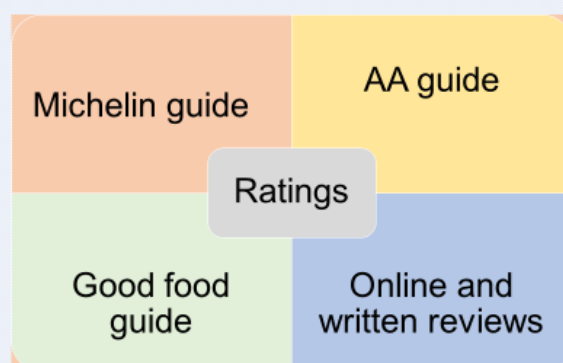 Michelin guide
AA guide
Ratings
Good food
guide
Online and
written reviews